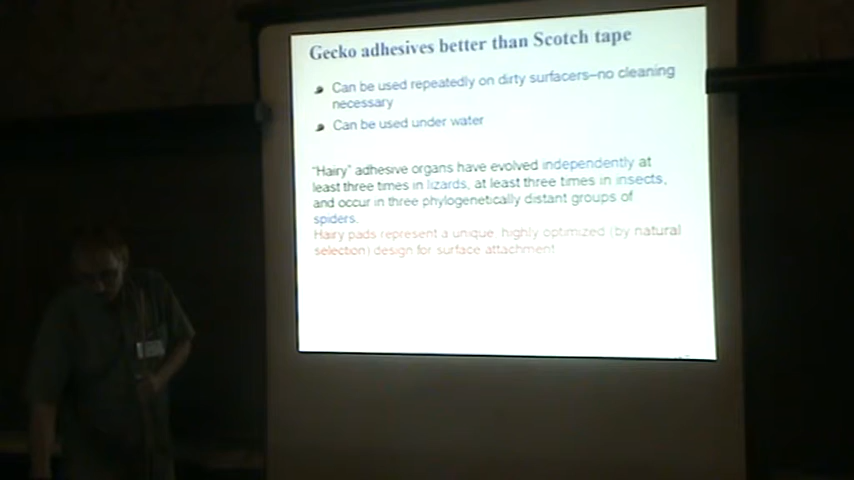 Gecko adhesives better than Scotch tape
Can be used repeatedly on dirty surfacers–no cleaning
necessary
Can be used under water
“Hairy” adhesive organs have evolved independently at
least three times in lizards, at least three times in insects,
and occur in three phylogenetically distant groups of
spiders.
Hairy pads represent a unique, highly optimized (by natural
selection) design for surface attachment